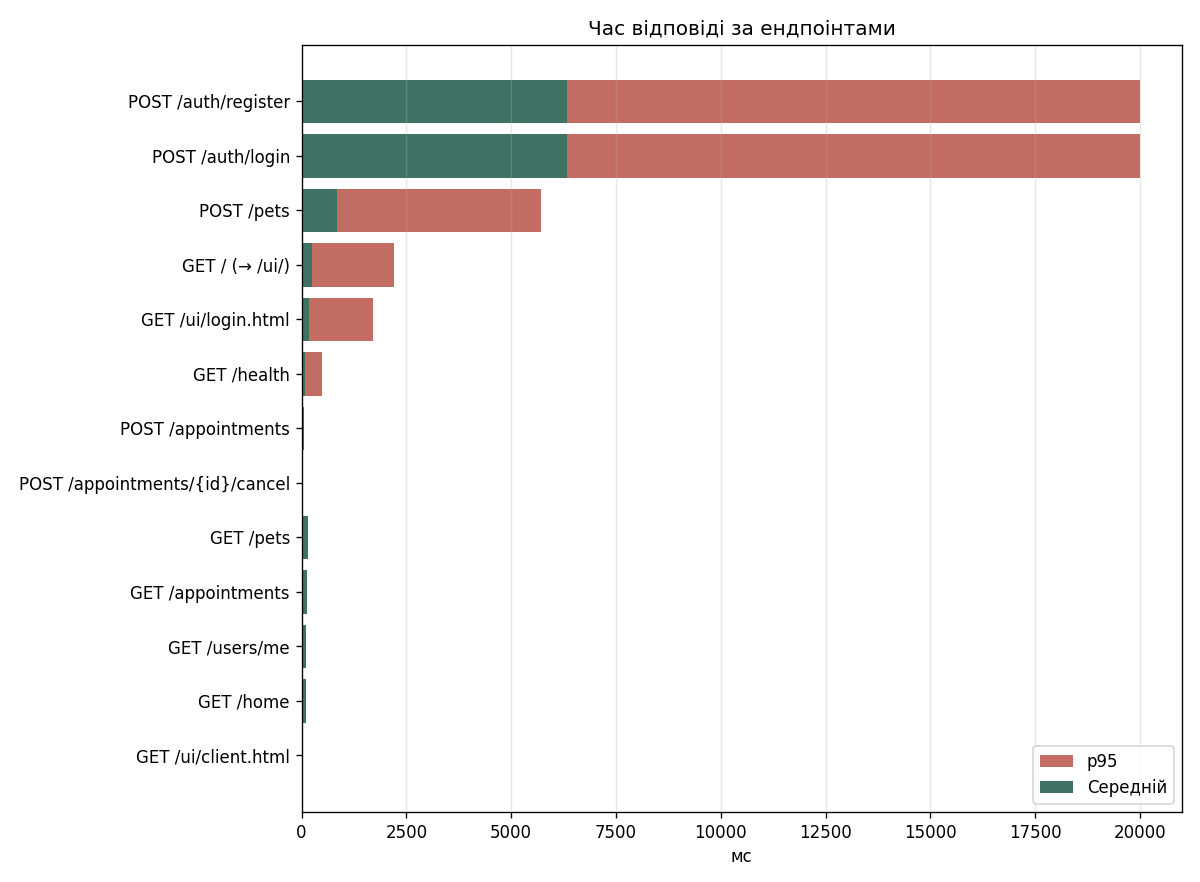 Час відповіді за ендпоінтами
POST /auth/register
POST /auth/login
POST /pets
GET / (→ /ui/)
GET /ui/login.html
GET /health
POST /appointments
POST /appointments/{id}/cancel
GET /pets
GET /appointments
GET /users/me
GET /home
GET /ui/client.html
p95
Середній
0 2500 5000 7500 10000 12500 15000 17500 20000
мс